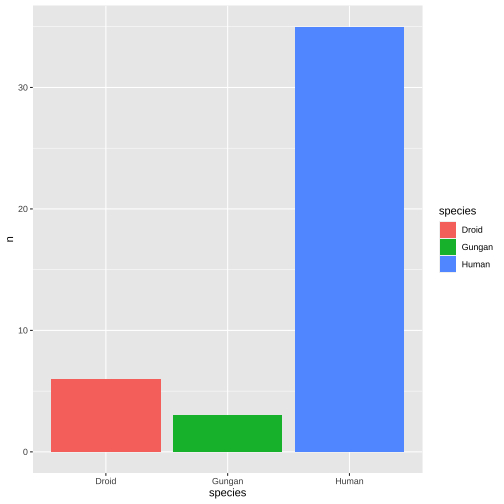 30
20
10
0
n
Droid Gungan Human
species
species
Droid
Gungan
Human